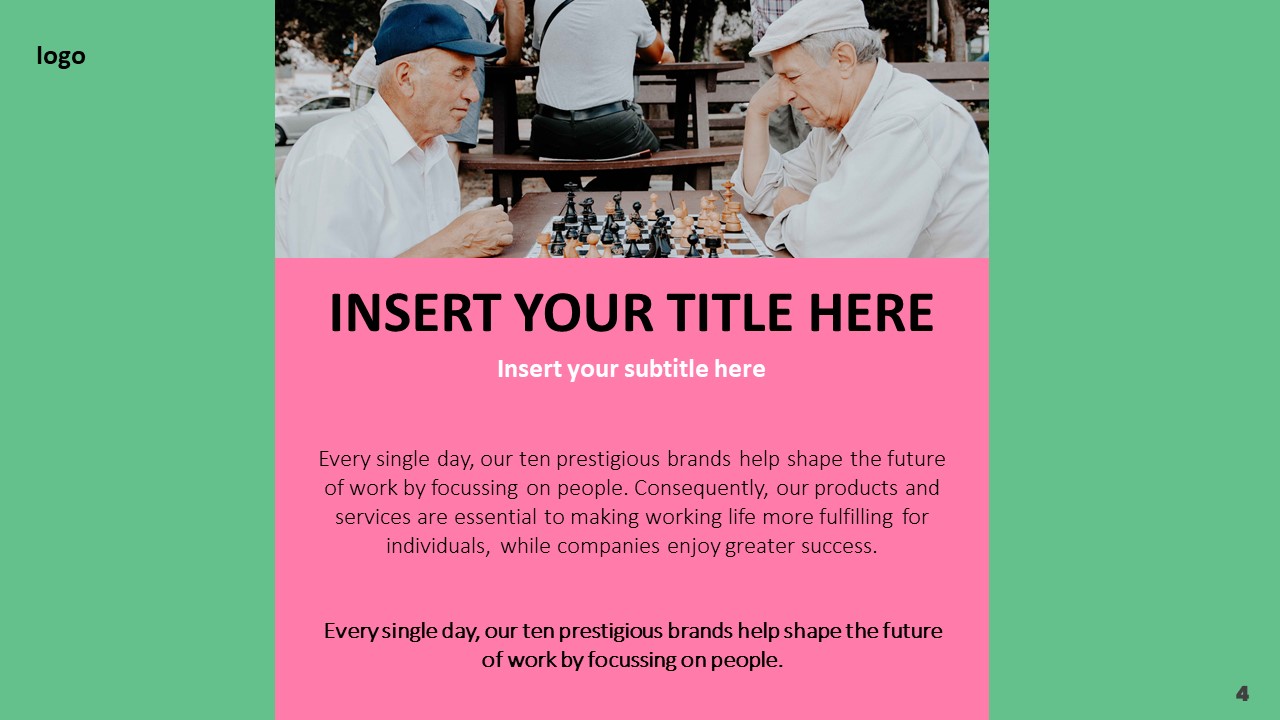 logo
INSERT YOUR TITLE HERE
Insert your subtitle here
Every single day, our ten prestigious brands help shape the future
of work by focussing on people. Consequently, our products and
services are essential to making working life more fulfilling for
individuals, while companies enjoy greater success.
Every single day, our ten prestigious brands help shape the future
of work by focussing on people.
4